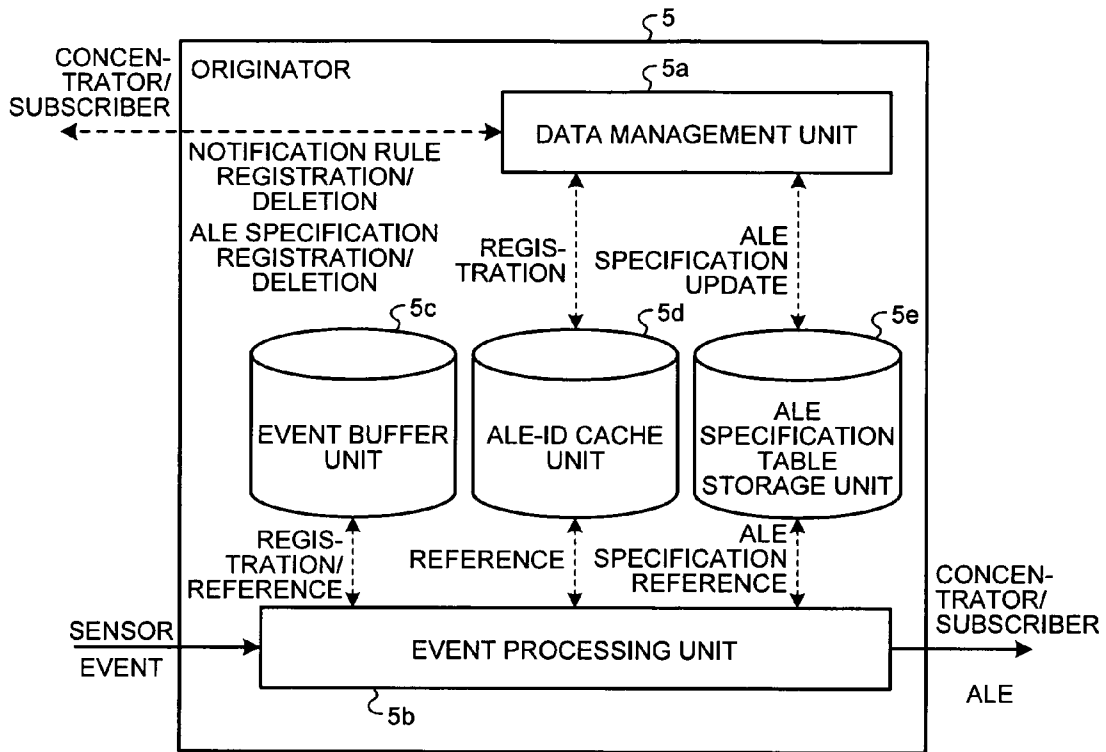 5
CONCEN-
TRATOR/
SUBSCRIBER
ORIGINATOR
5a
DATA MANAGEMENT UNIT
NOTIFICATION RULE
REGISTRATION/
DELETION
ALE SPECIFICATION
REGISTRATION/
DELETION
REGIS-
TRATION
ALE
SPECIFICATION
UPDATE
5c
5d
5e
EVENT BUFFER
UNIT
ALE-ID CACHE
UNIT
ALE
SPECIFICATION
TABLE
STORAGE UNIT
REGIS-
TRATION/
REFERENCE
REFERENCE
ALE
SPECIFICATION
REFERENCE
CONCEN-
TRATOR/
SUBSCRIBER
SENSOR
EVENT
EVENT PROCESSING UNIT
ALE
5b